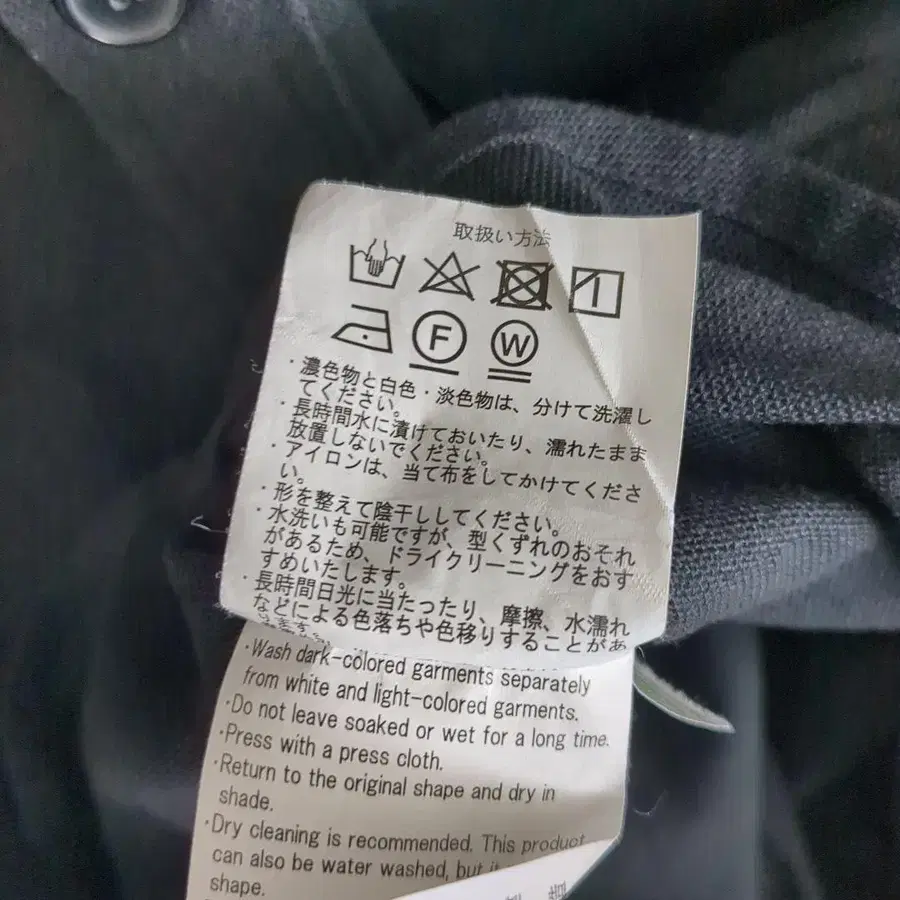 取扱い方法
F W
・濃色物と白色・淡色物は、分けて洗濯し
てください。
・長時間水に漬けておいたり、濡れたまま
放置しないでください。
・アイロンは、当て布をしてかけてくださ
い。
・形を整えて陰干ししてください。
・水洗いも可能ですが、型くずれのおそれ
があるため、ドライクリーニングをおす
すめいたします。
・長時間日光に当たったり、摩擦、水濡れ
などによる色落ちや色移りすることがあ
ります。
・Wash dark-colored garments separately
from white and light-colored garments.
・Do not leave soaked or wet for a long time.
・Press with a press cloth.
・Return to the original shape and dry in
shade.
・Dry cleaning is recommended. This product
can also be water washed, but
shape.